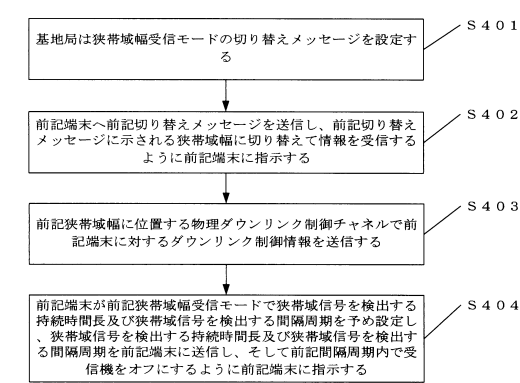 基地局は狭帯域幅受信モードの切り替えメッセージを設定す
る
S401
前記端末へ前記切り替えメッセージを送信し、前記切り替え
メッセージに示される狭帯域幅に切り替えて情報を受信する
ように前記端末に指示する
S402
前記狭帯域幅に位置する物理ダウンリンク制御チャネルで前
記端末に対するダウンリンク制御情報を送信する
S403
前記端末が前記狭帯域幅受信モードで狭帯域信号を検出する
持続時間長及び狭帯域信号を検出する間隔周期を予め設定し
、狭帯域信号を検出する持続時間長及び狭帯域信号を検出す
る間隔周期を前記端末に送信し、そして前記間隔周期内で受
信機をオフにするように前記端末に指示する
S404